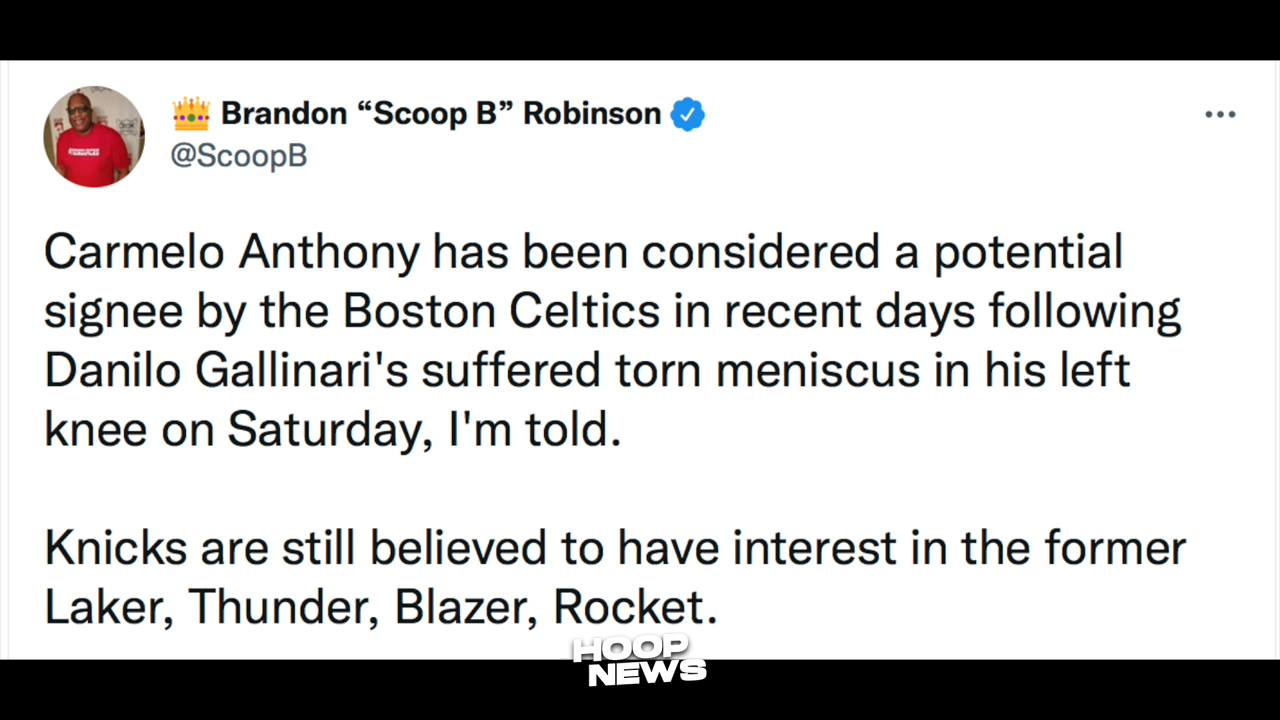 👑 Brandon “Scoop B” Robinson
@ScoopB
Carmelo Anthony has been considered a potential
signee by the Boston Celtics in recent days following
Danilo Gallinari's suffered torn meniscus in his left
knee on Saturday, I'm told.
Knicks are still believed to have interest in the former
Laker, Thunder, Blazer, Rocket.
HOOP
NEWS